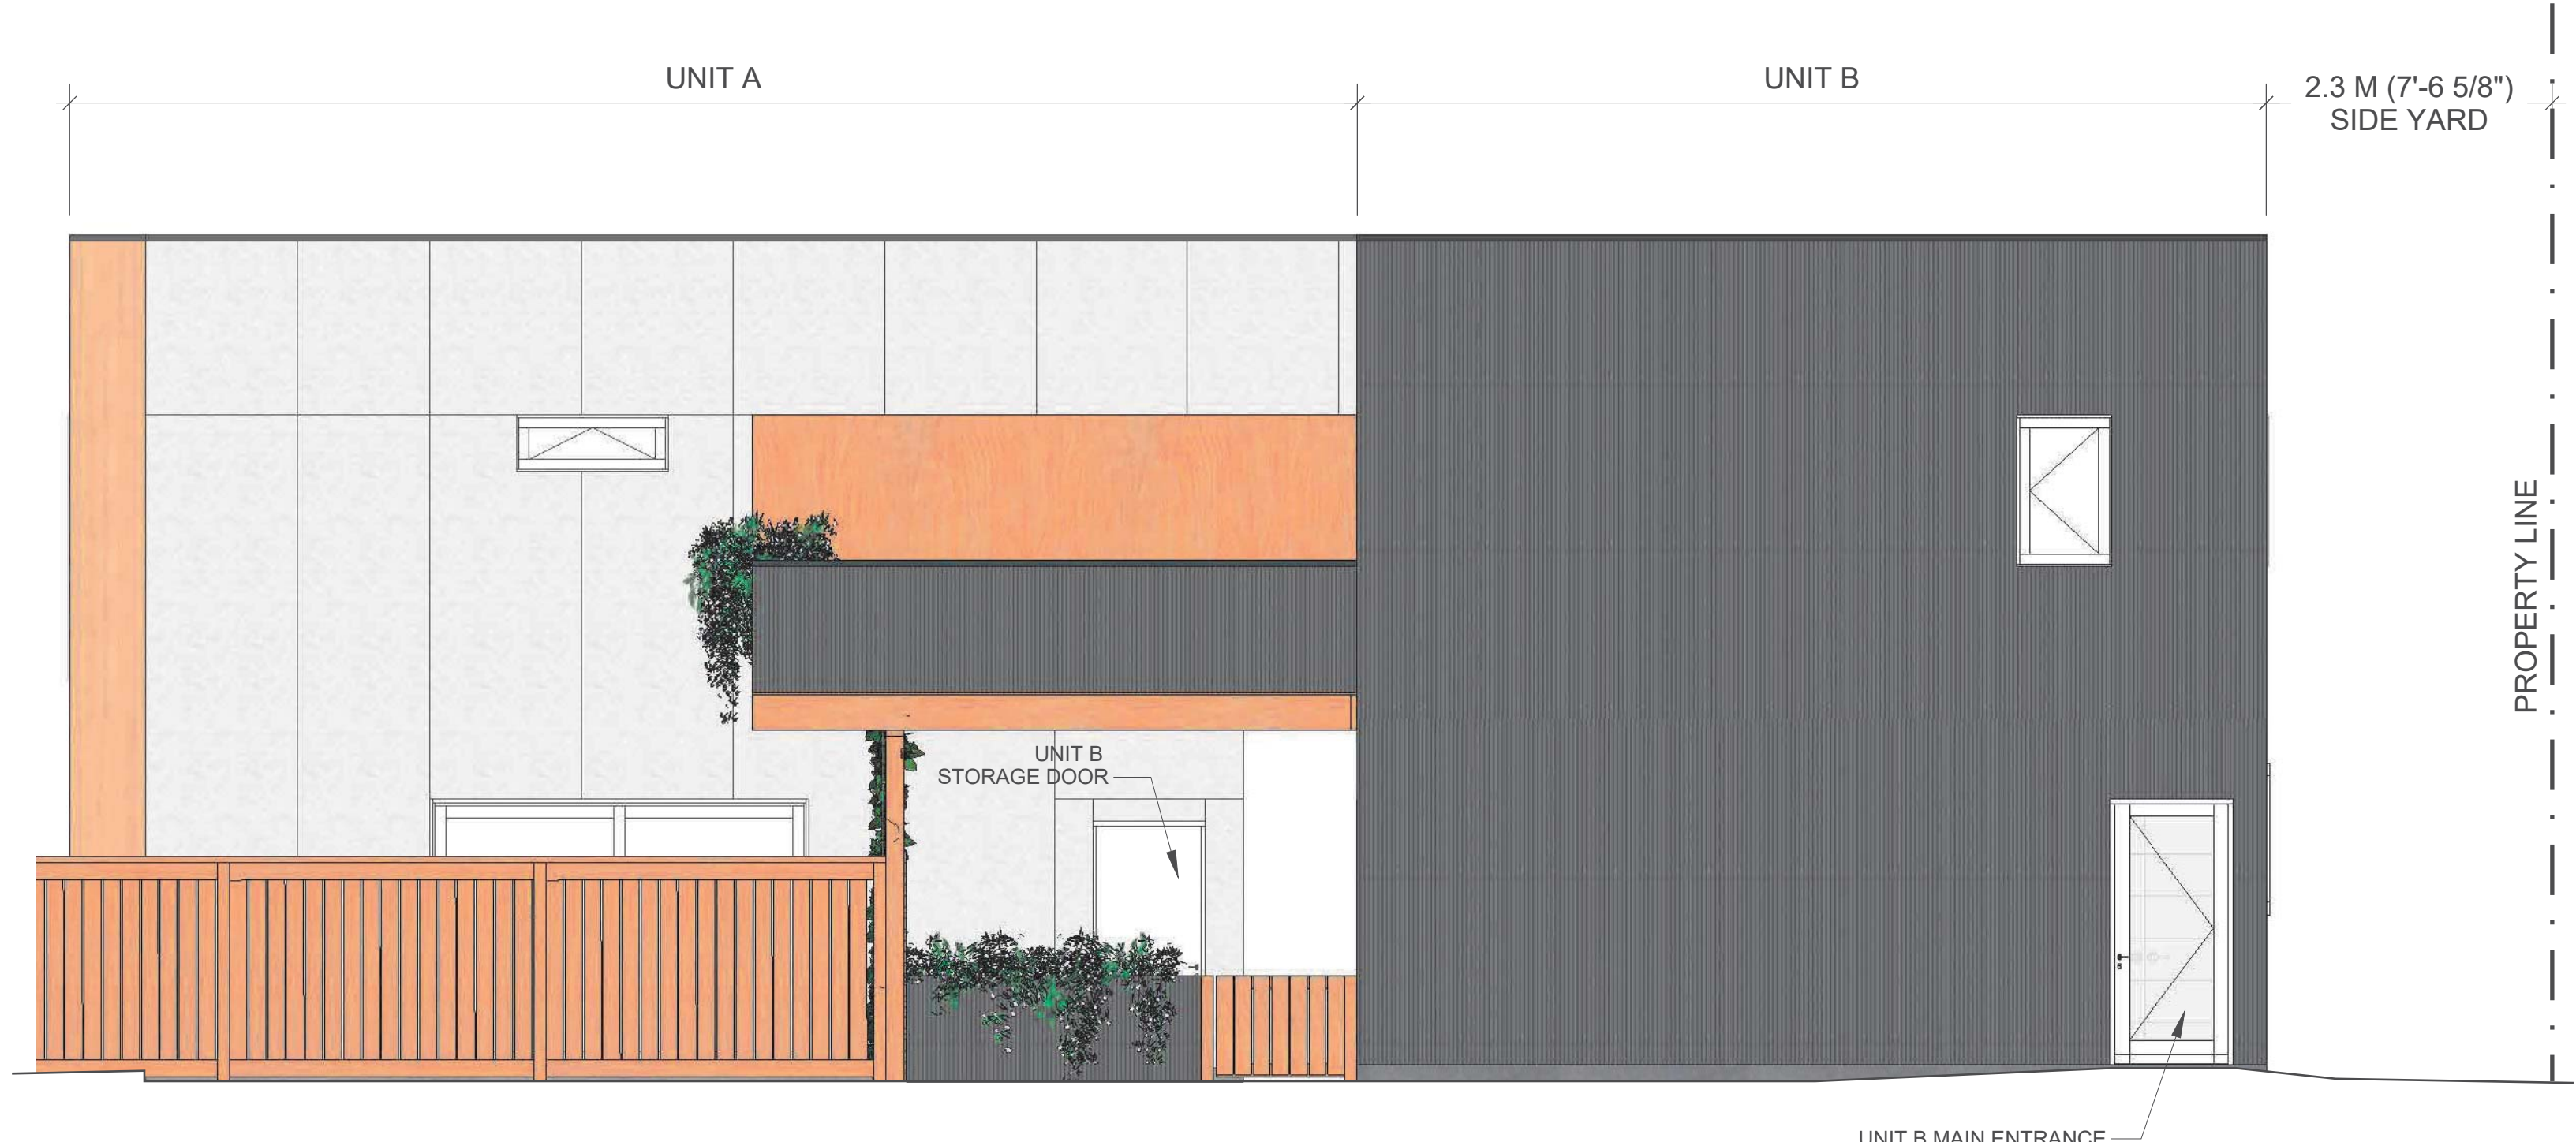 UNIT A
UNIT B
2.3 M (7'-6 5/8")
SIDE YARD
PROPERTY LINE
UNIT B
STORAGE DOOR
UNIT B MAIN ENTRANCE